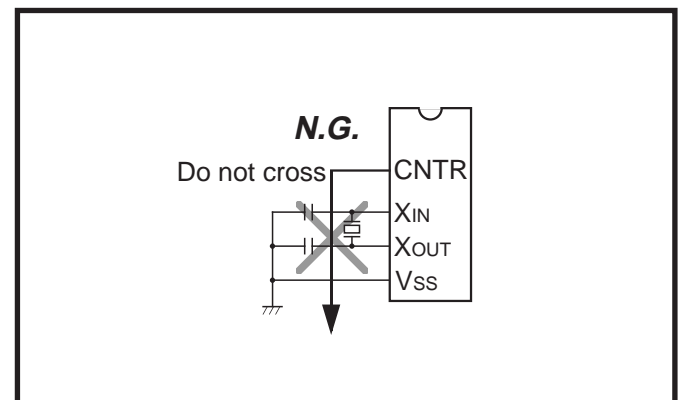 N.G.
Do not cross
CNTR
XIN
XOUT
VSS